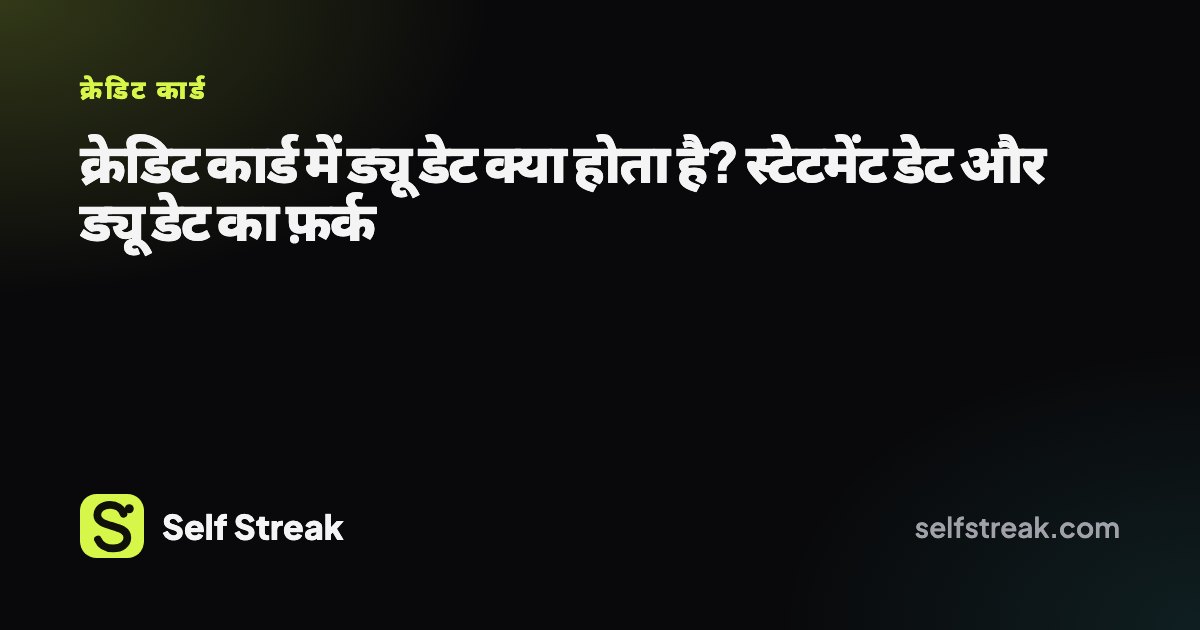 क्रेडिट कार्ड
क्रेडिट कार्ड में ड्यू डेट क्या होता है? स्टेटमेंट डेट और
ड्यू डेट का फ़र्क
Self Streak
selfstreak.com